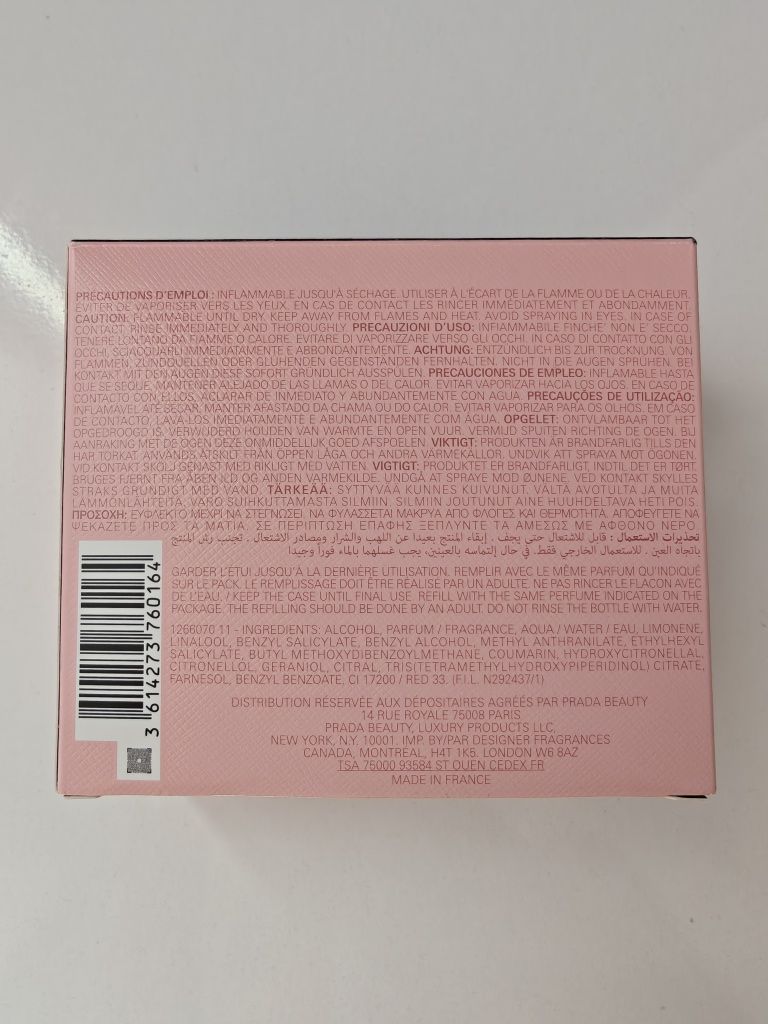 PRÉCAUTIONS D'EMPLOI : INFLAMMABLE JUSQU'À SÉCHAGE. UTILISER À L'ÉCART DE LA FLAMME OU DE LA CHALEUR.
ÉVITER DE VAPORISER VERS LES YEUX. EN CAS DE CONTACT LES RINCER IMMÉDIATEMENT ET ABONDAMMENT.
CAUTION: FLAMMABLE UNTIL DRY. KEEP AWAY FROM FLAMES AND HEAT. AVOID SPRAYING IN EYES. IN CASE OF
CONTACT RINSE IMMEDIATELY AND THOROUGHLY. PRECAUZIONI D'USO: INFIAMMABILE FINCHE' NON E' SECCO.
TENERE LONTANO DA FIAMME O CALORE. EVITARE DI VAPORIZZARE VERSO GLI OCCHI. IN CASO DI CONTATTO CON GLI
OCCHI, SCIACQUARLI IMMEDIATAMENTE E ABBONDANTEMENTE. ACHTUNG: ENTZÜNDLICH BIS ZUR TROCKNUNG. VON
FLAMMEN, ZÜNDQUELLEN ODER GLÜHENDEN GEGENSTÄNDEN FERNHALTEN. NICHT IN DIE AUGEN SPRÜHEN. BEI
KONTAKT MIT DEN AUGEN DIESE SOFORT GRÜNDLICH AUSSPÜLEN. PRECAUCIONES DE EMPLEO: INFLAMABLE HASTA
QUE SE SEQUE. MANTENER ALEJADO DE LAS LLAMAS O DEL CALOR. EVITAR VAPORIZAR HACIA LOS OJOS. EN CASO DE
CONTACTO CON ELLOS, ACLARAR DE INMEDIATO Y ABUNDANTEMENTE CON AGUA. PRECAUÇÕES DE UTILIZAÇÃO:
INFLAMÁVEL ATÉ SECAR. MANTER AFASTADO DA CHAMA OU DO CALOR. EVITAR VAPORIZAR PARA OS OLHOS. EM CASO
DE CONTACTO, LAVÁ-LOS IMEDIATAMENTE E ABUNDANTEMENTE COM ÁGUA. OPGELET: ONTVLAMBAAR TOT HET
OPGEDROOGD IS. VERWIJDERD HOUDEN VAN WARMTE EN OPEN VUUR. VERMIJD SPUITEN RICHTING DE OGEN. BIJ
AANRAKING MET DE OGEN DEZE ONMIDDELLIJK GOED AFSPOELEN. VIKTIGT: PRODUKTEN ÄR BRANDFARLIG TILLS DEN
HAR TORKAT. ANVÄNDS ÅTSKILT FRÅN ÖPPEN LÅGA OCH ANDRA VÄRMEKÄLLOR. UNDVIK ATT SPRAYA MOT ÖGONEN.
VID KONTAKT SKÖLJ GENAST MED RIKLIGT MED VATTEN. VIGTIGT: PRODUKTET ER BRANDFARLIGT, INDTIL DET ER TØRT.
BRUGES FJERNT FRA ÅBEN ILD OG ANDEN VARMEKILDE. UNDGÅ AT SPRAYE MOD ØJNENE. VED KONTAKT SKYLLES
STRAKS GRUNDIGT MED VAND. TÄRKEÄÄ: SYTTYVÄÄ KUNNES KUIVUNUT. VÄLTÄ AVOTULTA JA MUITA
LÄMMÖNLÄHTEITÄ. VARO SUIHKUTTAMASTA SILMIIN. SILMIIN JOUTUNUT AINE HUUHDELTAVA HETI POIS.
ΠΡΟΣΟΧΗ: ΕΥΦΛΕΚΤΟ ΜΕΧΡΙ ΝΑ ΣΤΕΓΝΩΣΕΙ. ΝΑ ΦΥΛΑΣΣΕΤΑΙ ΜΑΚΡΥΑ ΑΠΟ ΦΛΟΓΕΣ ΚΑΙ ΘΕΡΜΟΤΗΤΑ. ΑΠΟΦΕΥΓΕΤΕ ΝΑ
ΨΕΚΑΖΕΤΕ ΠΡΟΣ ΤΑ ΜΑΤΙΑ. ΣΕ ΠΕΡΙΠΤΩΣΗ ΕΠΑΦΗΣ ΞΕΠΛΥΝΤΕ ΤΑ ΑΜΕΣΩΣ ΜΕ ΑΦΘΟΝΟ ΝΕΡΟ.
تحذيرات الاستعمال : قابل للاشتعال حتى يجف . إبقاء المنتج بعيدا عن اللهب والشرار ومصادر الاشتعال . تجنب رش المنتج
باتجاه العين . للاستعمال الخارجي فقط. في حال إلتماسه بالعينين، يجب غسلهما بالماء فوراً وجيدا
GARDER L'ÉTUI JUSQU'À LA DERNIÈRE UTILISATION. REMPLIR AVEC LE MÊME PARFUM QU'INDIQUÉ
SUR LE PACK. LE REMPLISSAGE DOIT ÊTRE RÉALISÉ PAR UN ADULTE. NE PAS RINCER LE FLACON AVEC
DE L'EAU. / KEEP THE CASE UNTIL FINAL USE. REFILL WITH THE SAME PERFUME INDICATED ON THE
PACKAGE. THE REFILLING SHOULD BE DONE BY AN ADULT. DO NOT RINSE THE BOTTLE WITH WATER.
1266070 11 - INGREDIENTS: ALCOHOL, PARFUM / FRAGRANCE, AQUA / WATER / EAU, LIMONENE,
LINALOOL, BENZYL SALICYLATE, BENZYL ALCOHOL, METHYL ANTHRANILATE, ETHYLHEXYL
SALICYLATE, BUTYL METHOXYDIBENZOYLMETHANE, COUMARIN, HYDROXYCITRONELLAL,
CITRONELLOL, GERANIOL, CITRAL, TRIS(TETRAMETHYLHYDROXYPIPERIDINOL) CITRATE,
FARNESOL, BENZYL BENZOATE, CI 17200 / RED 33. (F.I.L. N292437/1)
DISTRIBUTION RÉSERVÉE AUX DÉPOSITAIRES AGRÉÉS PAR PRADA BEAUTY
14 RUE ROYALE 75008 PARIS
PRADA BEAUTY, LUXURY PRODUCTS LLC,
NEW YORK, N.Y. 10001. IMP. BY/PAR DESIGNER FRAGRANCES
CANADA, MONTREAL, H4T 1K5. LONDON W6 8AZ
TSA 75000 93584 ST OUEN CEDEX FR
MADE IN FRANCE
3 614273 760164